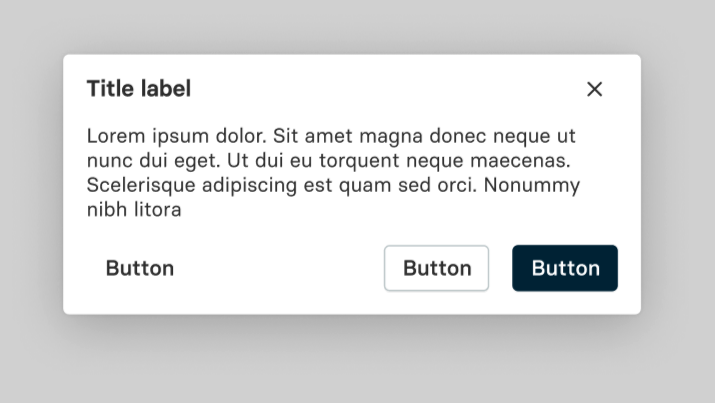 Title label
Lorem ipsum dolor. Sit amet magna donec neque ut
nunc dui eget. Ut dui eu torquent neque maecenas.
Scelerisque adipiscing est quam sed orci. Nonummy
nibh litora
Button Button Button